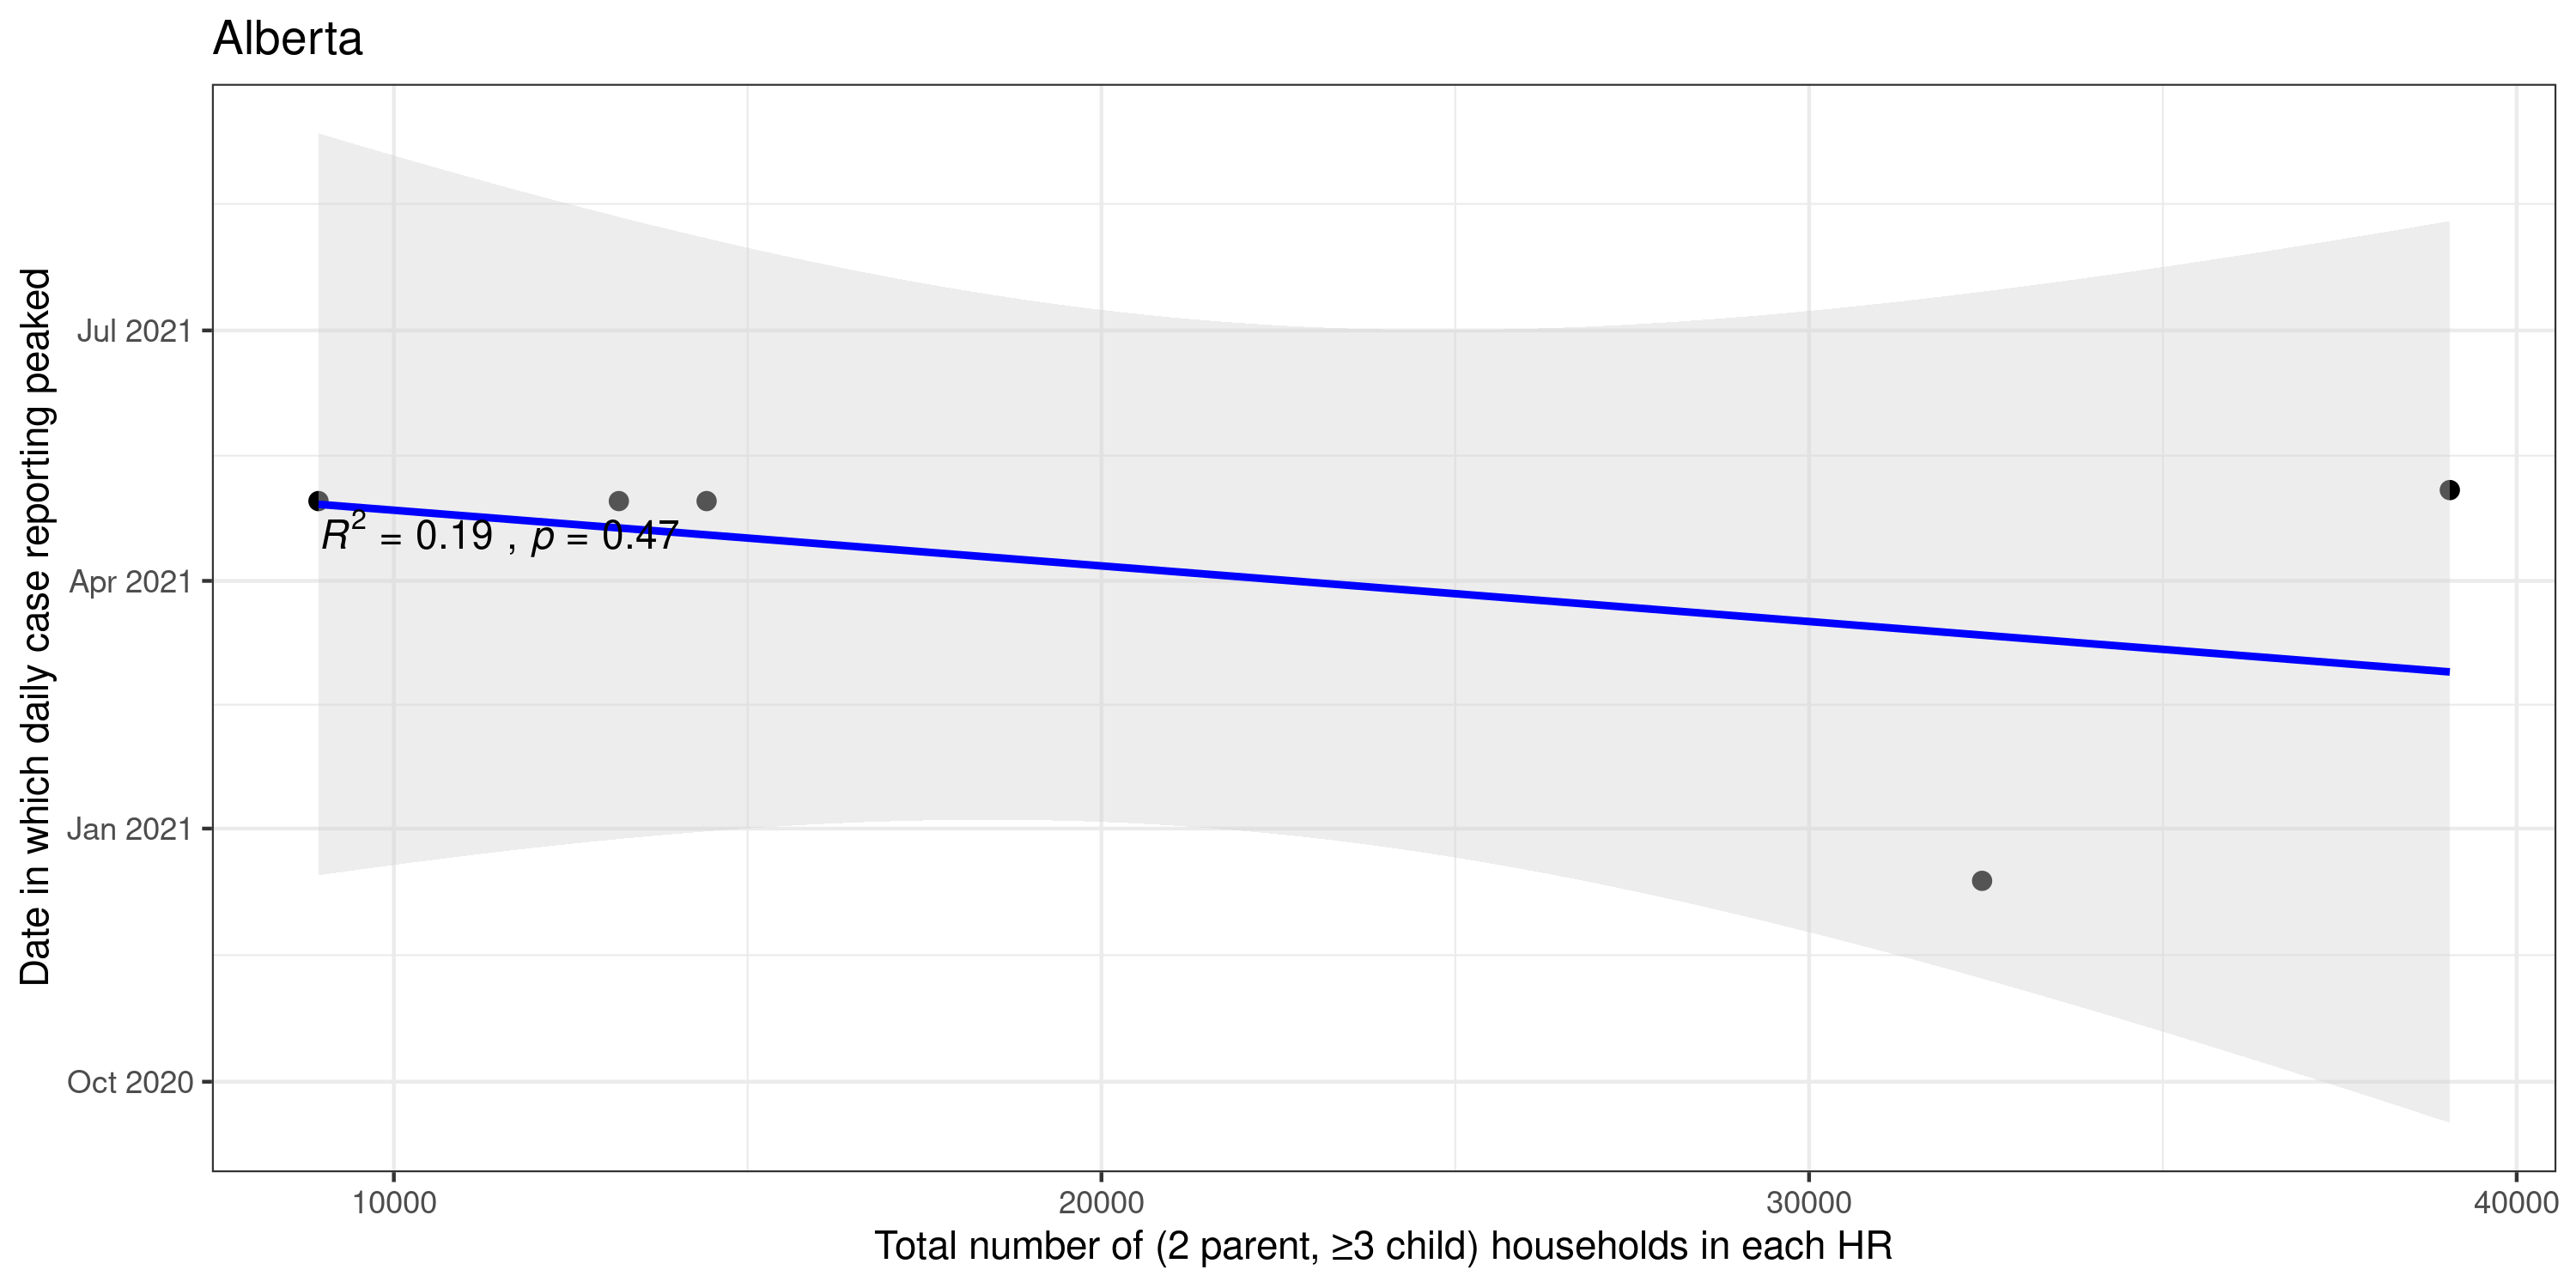 Alberta
Date in which daily case reporting peaked
Jul 2021
Apr 2021
Jan 2021
Oct 2020
R² = 0.19 , p = 0.47
10000
20000
30000
40000
Total number of (2 parent, ≥3 child) households in each HR